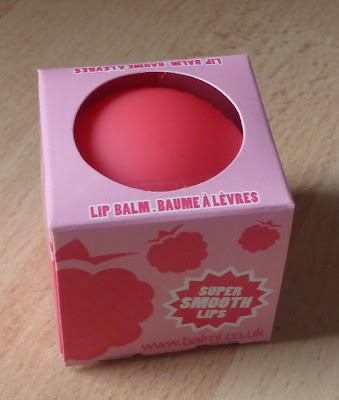 LIP BALM . BAUME À LÈVRES
LIP BALM . BAUME À LÈVRES
SUPER
SMOOTH
LIPS
www.balmi.co.uk